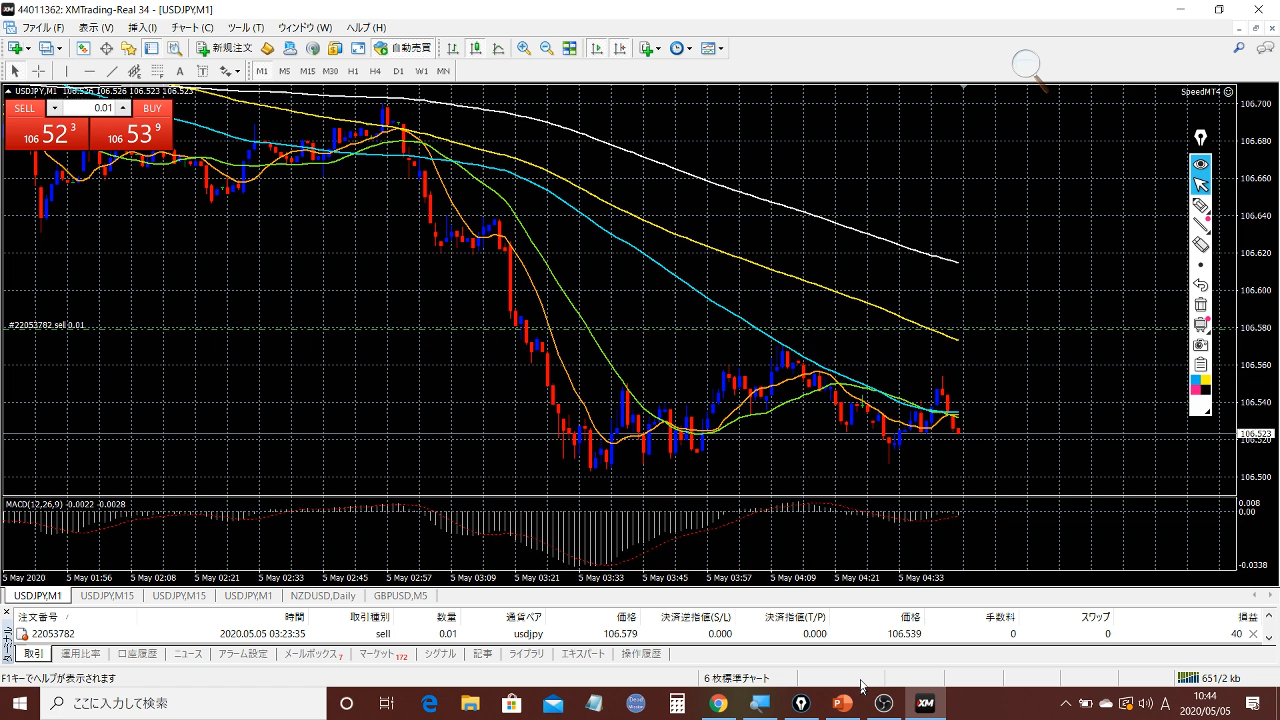 44011362: XMTrading-Real 34 - [USDJPY,M1]
ファイル (F) 表示 (V) 挿入(I) チャート(C) ツール(T) ウィンドウ(W) ヘルプ(H)
新規注文 自動売買
A T M1 M5 M15 M30 H1 H4 D1 W1 MN
USDJPY,M1 106.526 106.526 106.523 106.523
SpeedMT4
SELL 0.01 BUY
106 52 3 106 53 9
#22053782 sell 0.01
106.700
106.680
106.660
106.640
106.620
106.600
106.580
106.560
106.540
106.523
106.520
106.500
MACD(12,26,9) -0.0022 -0.0028
0.008
0.00
-0.0338
5 May 2020 5 May 01:56 5 May 02:08 5 May 02:21 5 May 02:33 5 May 02:45 5 May 02:57 5 May 03:09 5 May 03:21 5 May 03:33 5 May 03:45 5 May 03:57 5 May 04:09 5 May 04:21 5 May 04:33
USDJPY,M1 USDJPY,M15 USDJPY,M15 USDJPY,M1 NZDUSD,Daily GBPUSD,M5
注文番号 / 時間 取引種別 数量 通貨ペア 価格 決済逆指値(S/L) 決済指値(T/P) 価格 手数料 スワップ 損益
22053782 2020.05.05 03:23:35 sell 0.01 usdjpy 106.579 0.000 0.000 106.539 0 0 40
取引 運用比率 口座履歴 ニュース アラーム設定 メールボックス 7 マーケット 172 シグナル 記事 ライブラリ エキスパート 操作履歴
F1キーでヘルプが表示されます 6 枚標準チャート 651/2 kb
ここに入力して検索
XM
A
10:44
2020/05/05